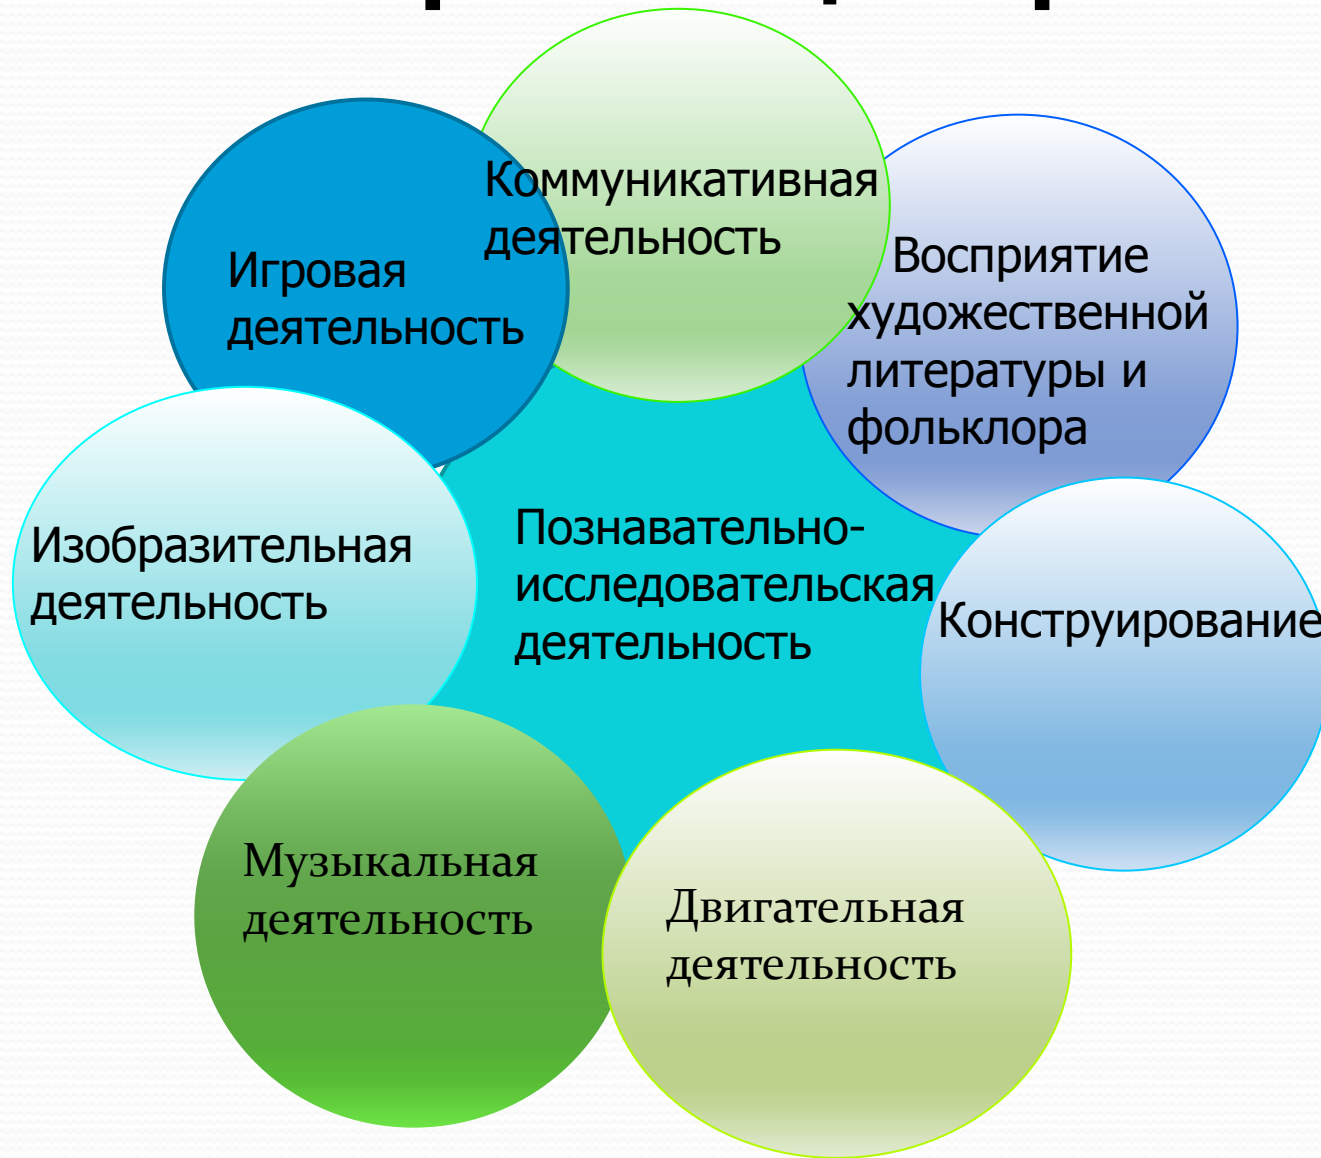 Коммуникативная
деятельность
Игровая
деятельность
Восприятие
художественной
литературы и
фольклора
Изобразительная
деятельность
Познавательно-
исследовательская
деятельность
Конструирование
Музыкальная
деятельность
Двигательная
деятельность